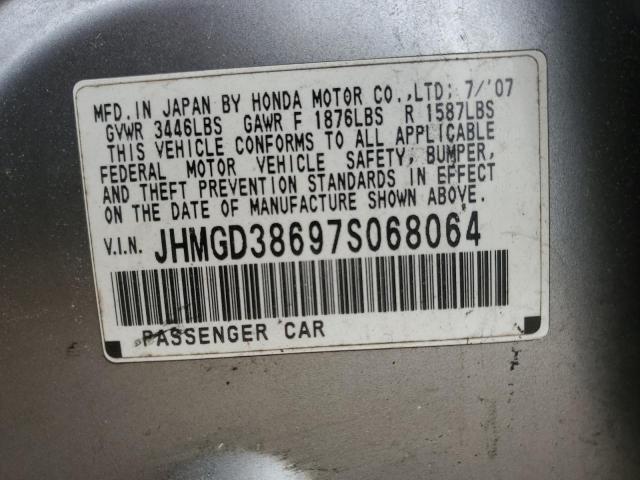 MFD. IN JAPAN BY HONDA MOTOR CO.,LTD; 7/'07
GVWR 3446LBS GAWR F 1876LBS R 1587LBS
THIS VEHICLE CONFORMS TO ALL APPLICABLE
FEDERAL MOTOR VEHICLE SAFETY, BUMPER,
AND THEFT PREVENTION STANDARDS IN EFFECT
ON THE DATE OF MANUFACTURE SHOWN ABOVE.
V.I.N. JHMGD38697S068064
PASSENGER CAR